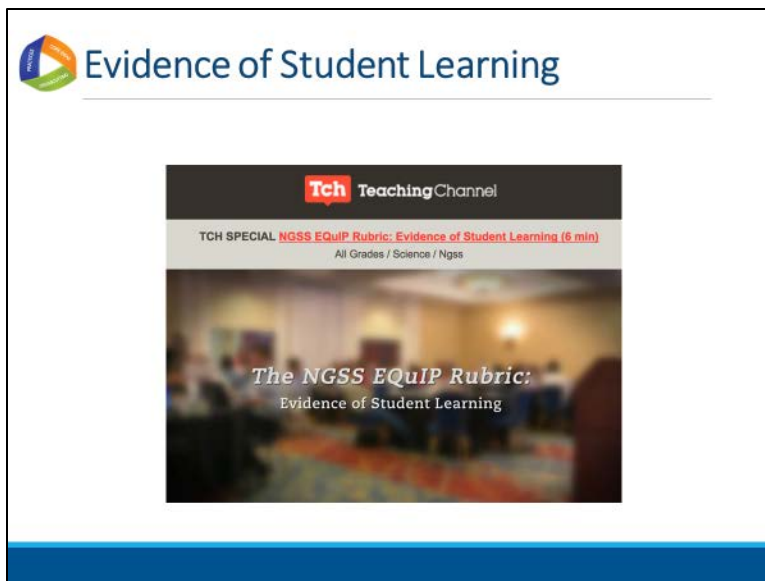 Evidence of Student Learning
Tch TeachingChannel
TCH SPECIAL NGSS EQuIP Rubric: Evidence of Student Learning (6 min)
All Grades / Science / Ngss
The NGSS EQuIP Rubric:
Evidence of Student Learning